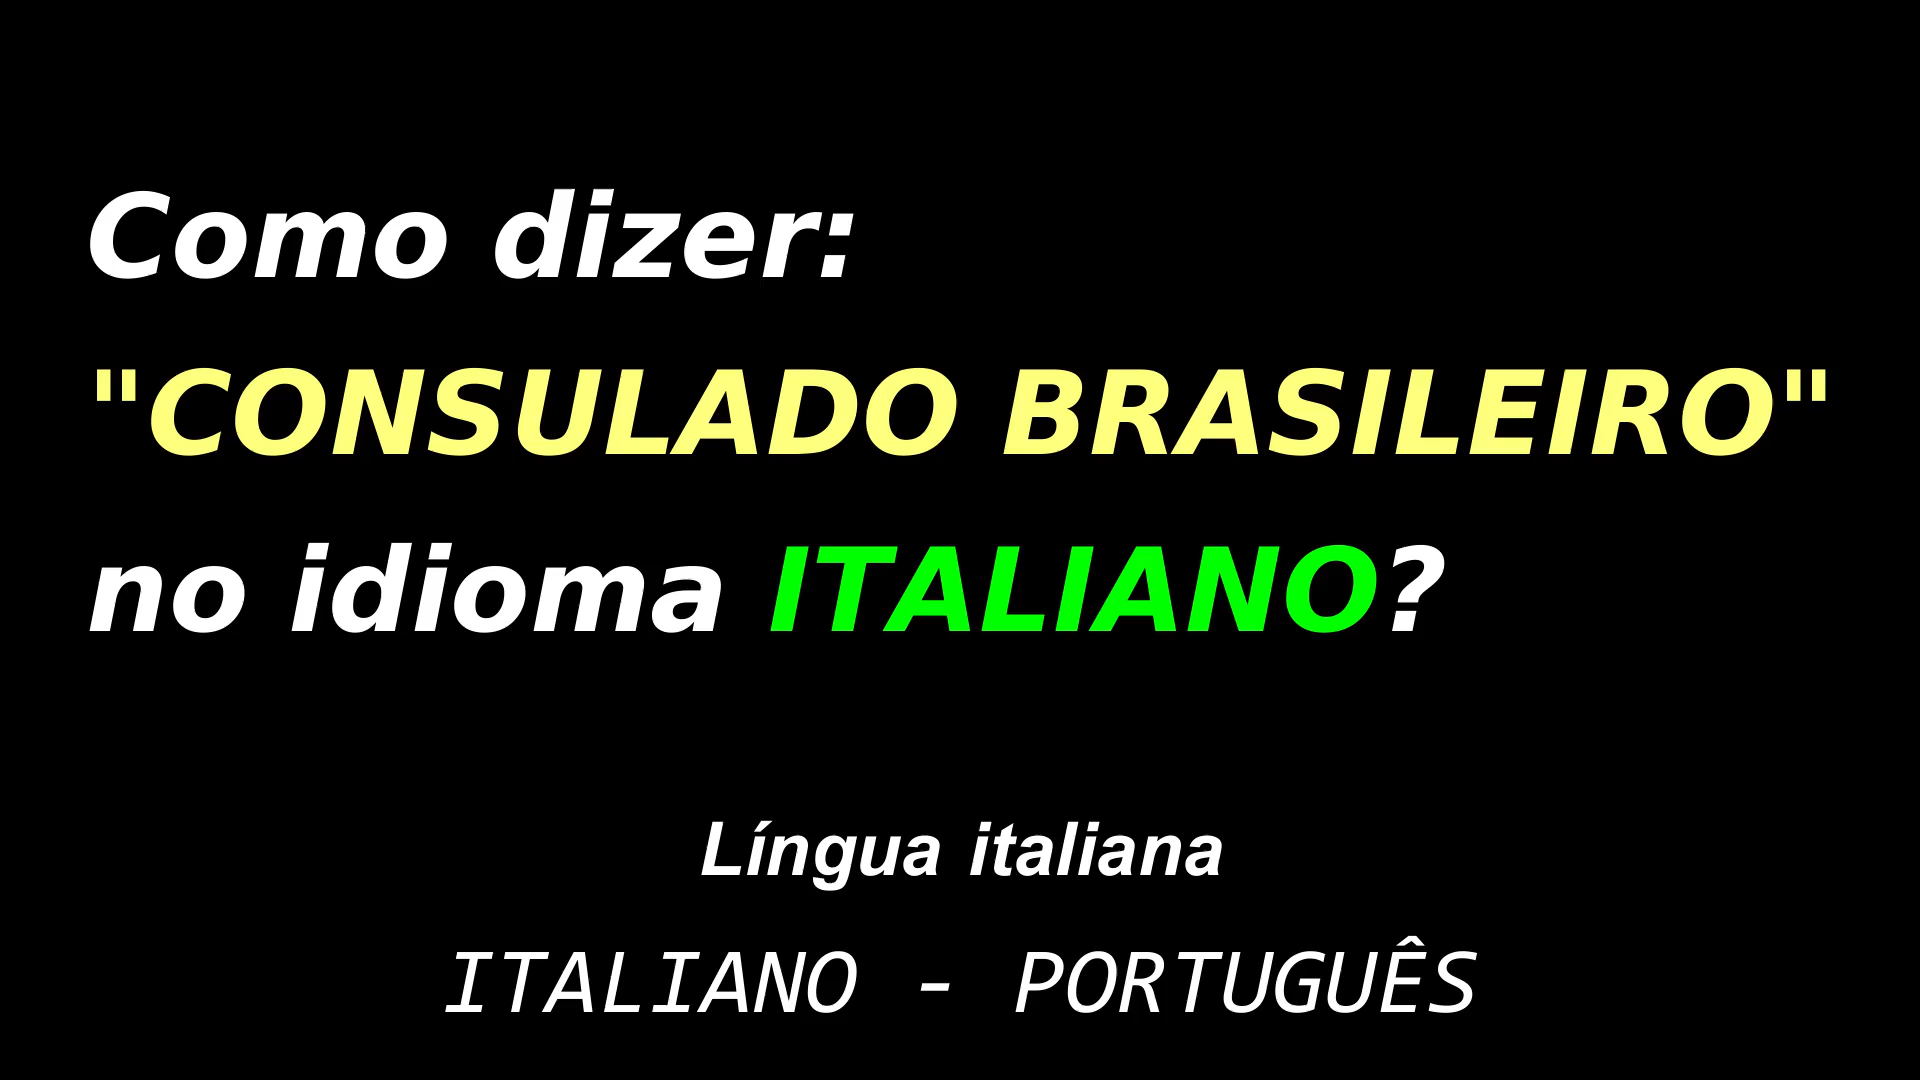 Como dizer:
"CONSULADO BRASILEIRO"
no idioma ITALIANO?
Língua italiana
ITALIANO - PORTUGUÊS